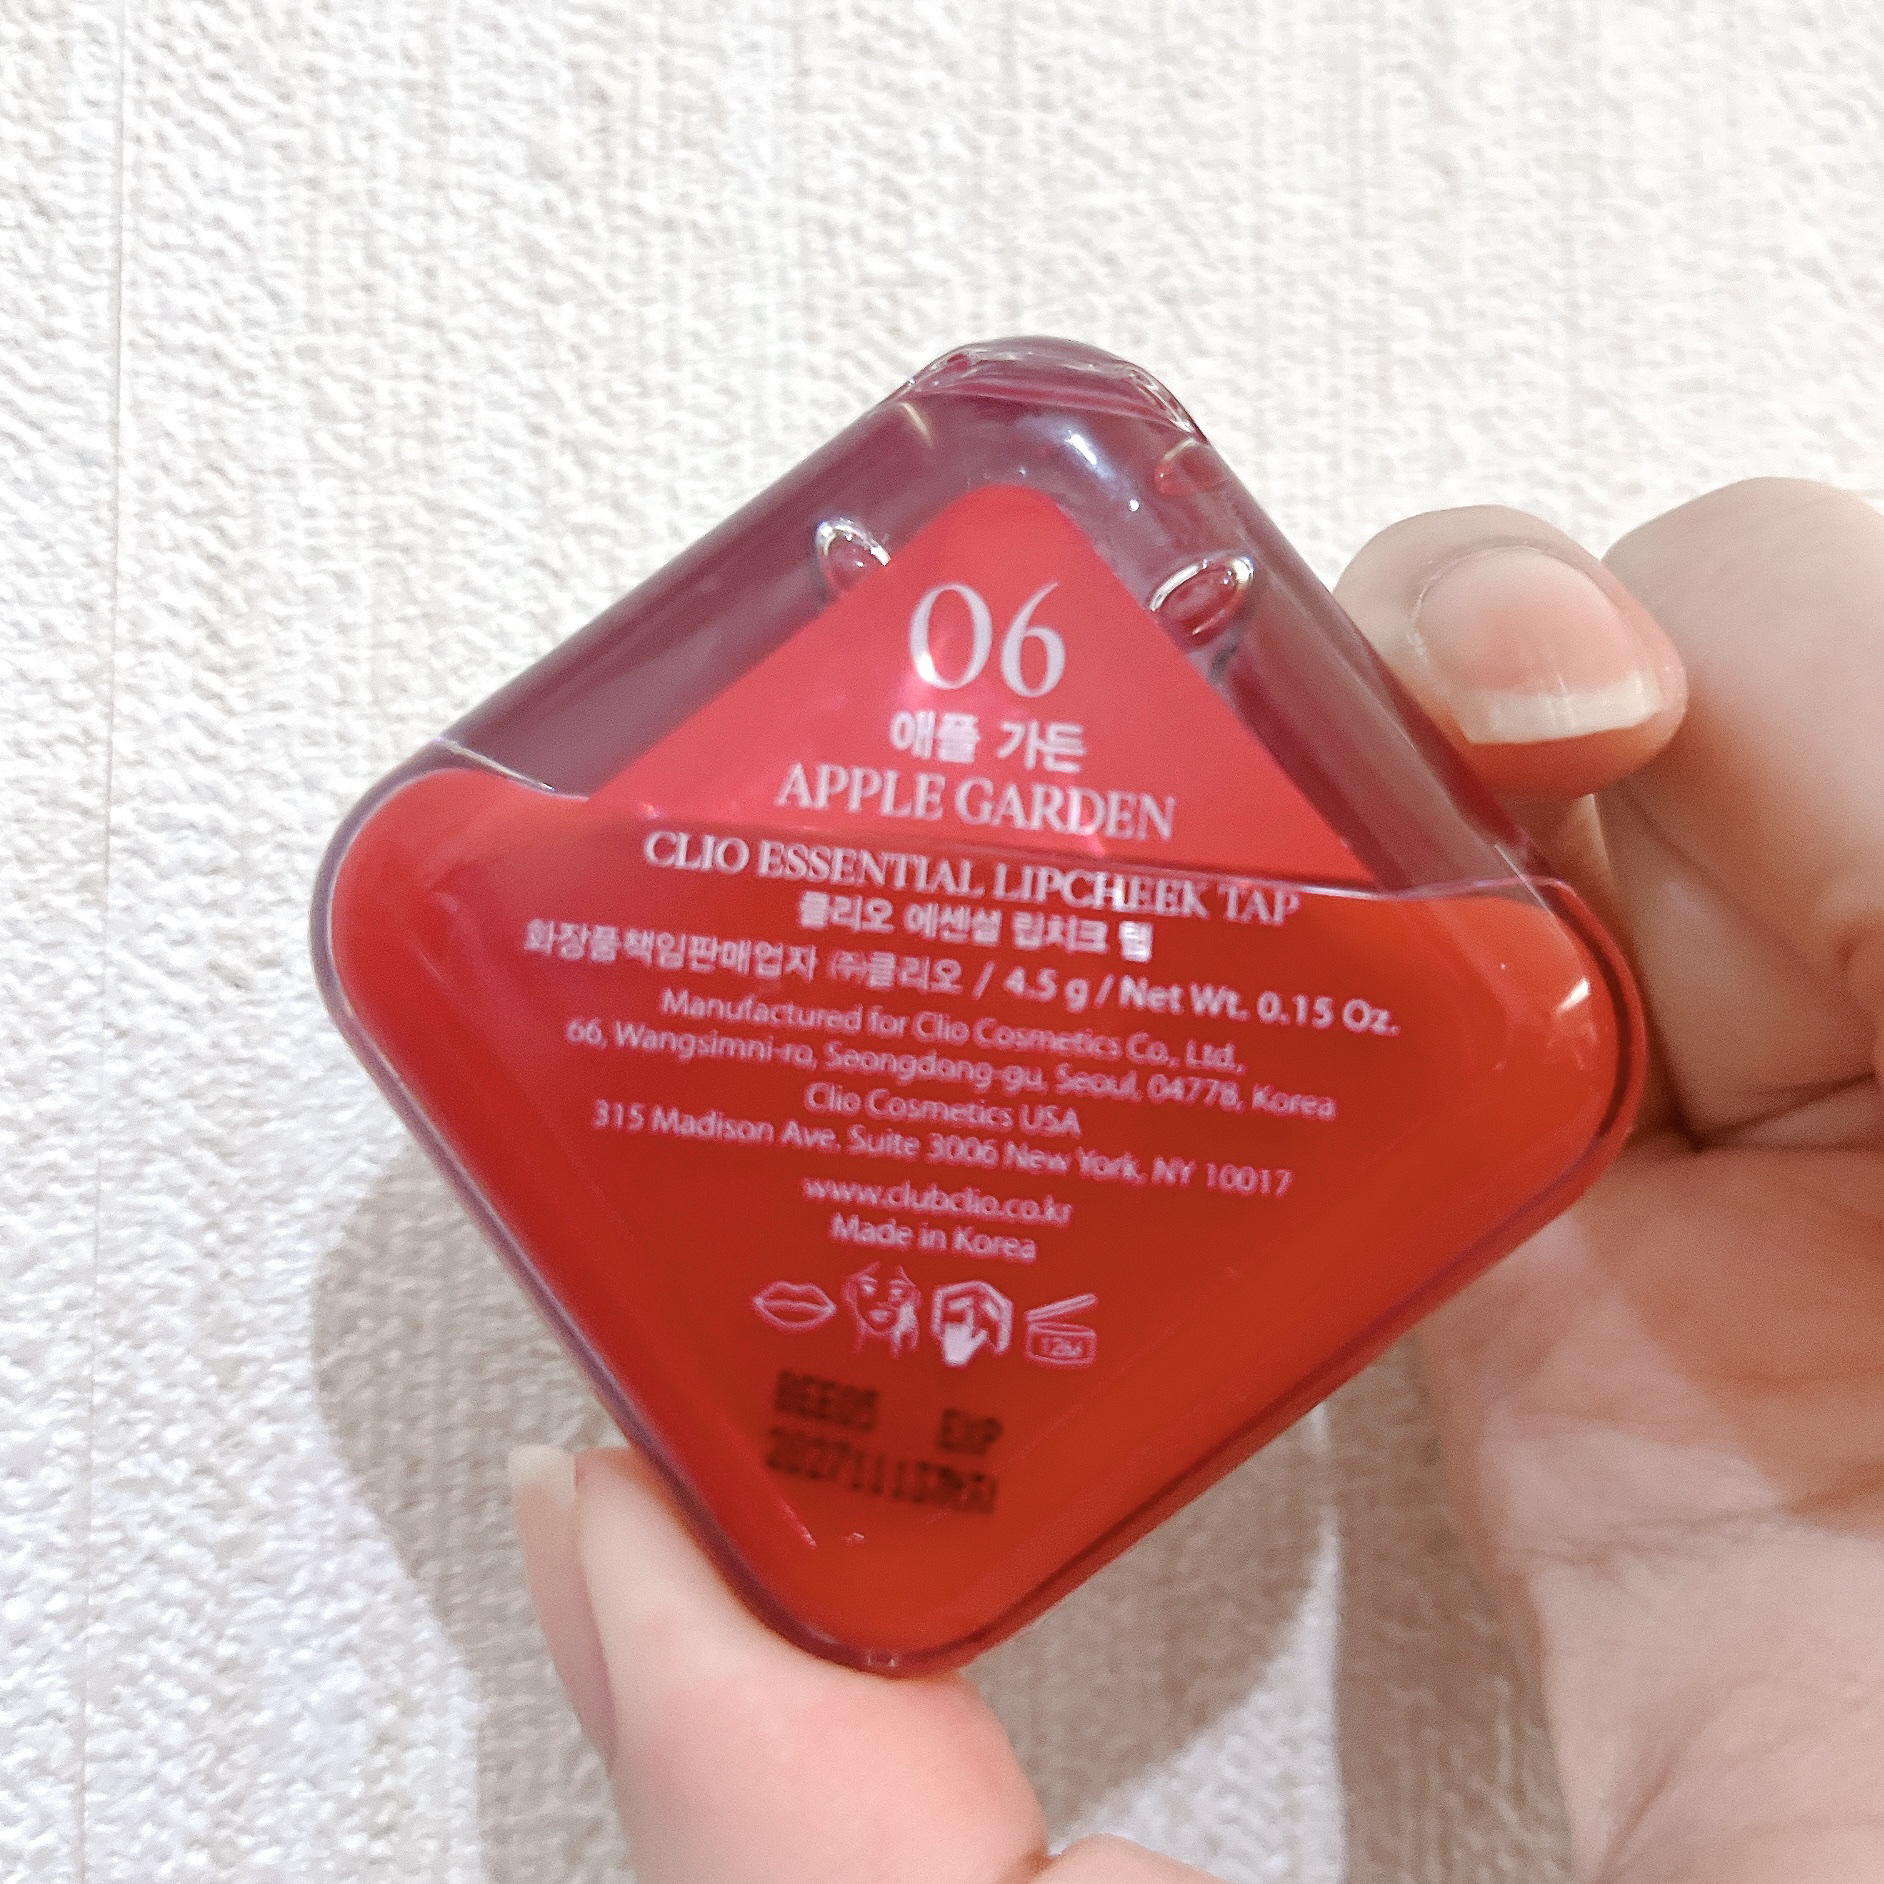 06
애플 가든
APPLE GARDEN
CLIO ESSENTIAL LIPCHEEK TAP
클리오 에센셜 립치크 탭
화장품책임판매업자 ㈜클리오 / 4.5 g / Net Wt. 0.15 Oz.
Manufactured for Clio Cosmetics Co., Ltd.,
66, Wangsimni-ro, Seongdong-gu, Seoul, 04778, Korea
Clio Cosmetics USA
315 Madison Ave. Suite 3006 New York, NY 10017
www.clubclio.co.kr
Made in Korea
12M
EXP